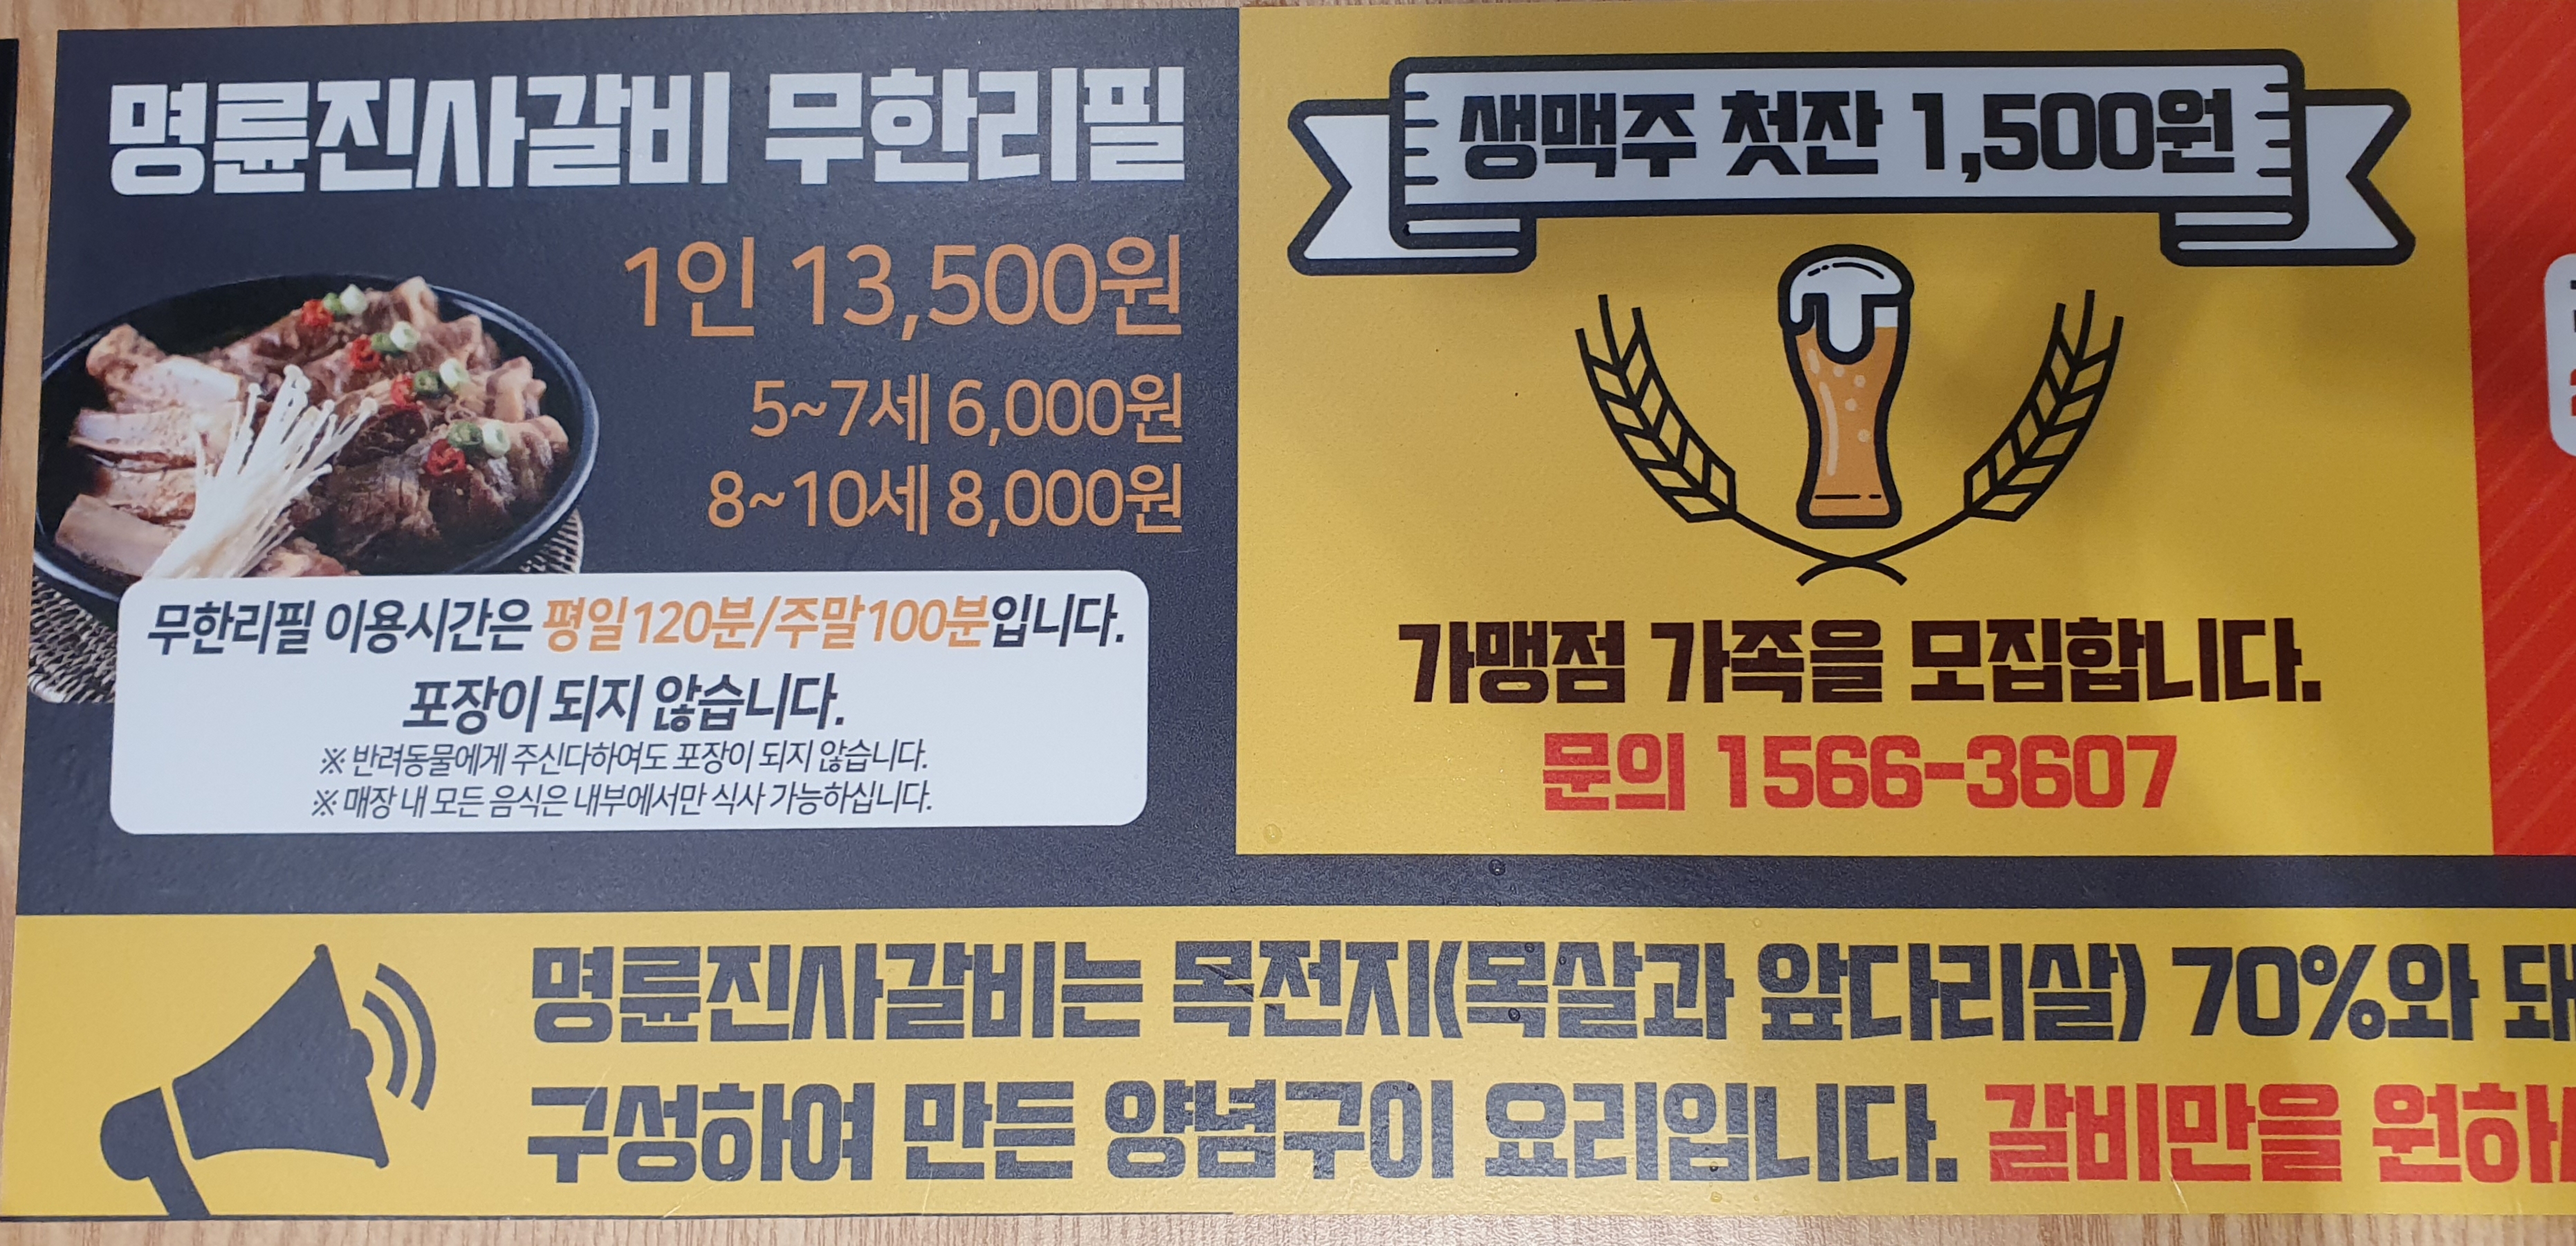 명륜진사갈비 무한리필
1인 13,500원
5~7세 6,000원
8~10세 8,000원
무한리필 이용시간은 평일120분/주말100분입니다.
포장이 되지 않습니다.
※ 반려동물에게 주신다하여도 포장이 되지 않습니다.
※ 매장 내 모든 음식은 내부에서만 식사 가능하십니다.
생맥주 첫잔 1,500원
가맹점 가족을 모집합니다.
문의 1566-3607
명륜진사갈비는 목전지(목살과 앞다리살) 70%와 돼
구성하여 만든 양념구이 요리입니다. 갈비만을 원하